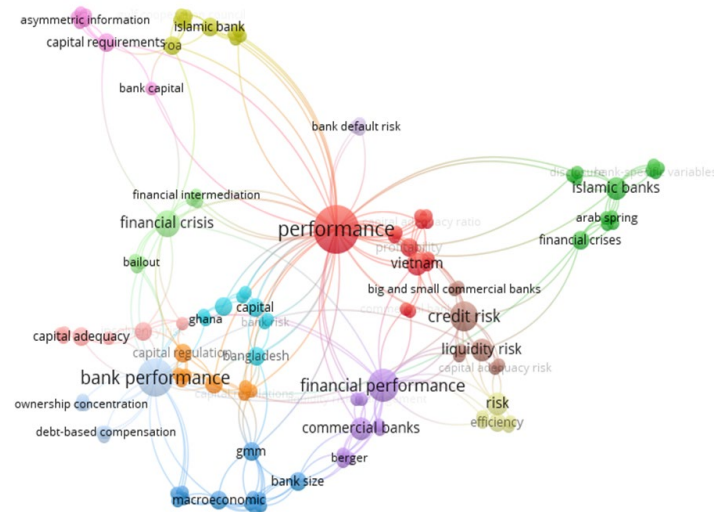 asymmetric information
islamic bank
capital requirements
roa
bank capital
bank default risk
islamic banks
financial intermediation
arab spring
financial crisis
capital adequacy ratio
performance
financial crises
profitability
vietnam
bailout
big and small commercial banks
capital
ghana
credit risk
bank risk
capital adequacy
liquidity risk
capital regulation
bangladesh
capital adequacy risk
bank performance
financial performance
ownership concentration
risk
efficiency
commercial banks
debt-based compensation
gmm
berger
bank size
macroeconomic